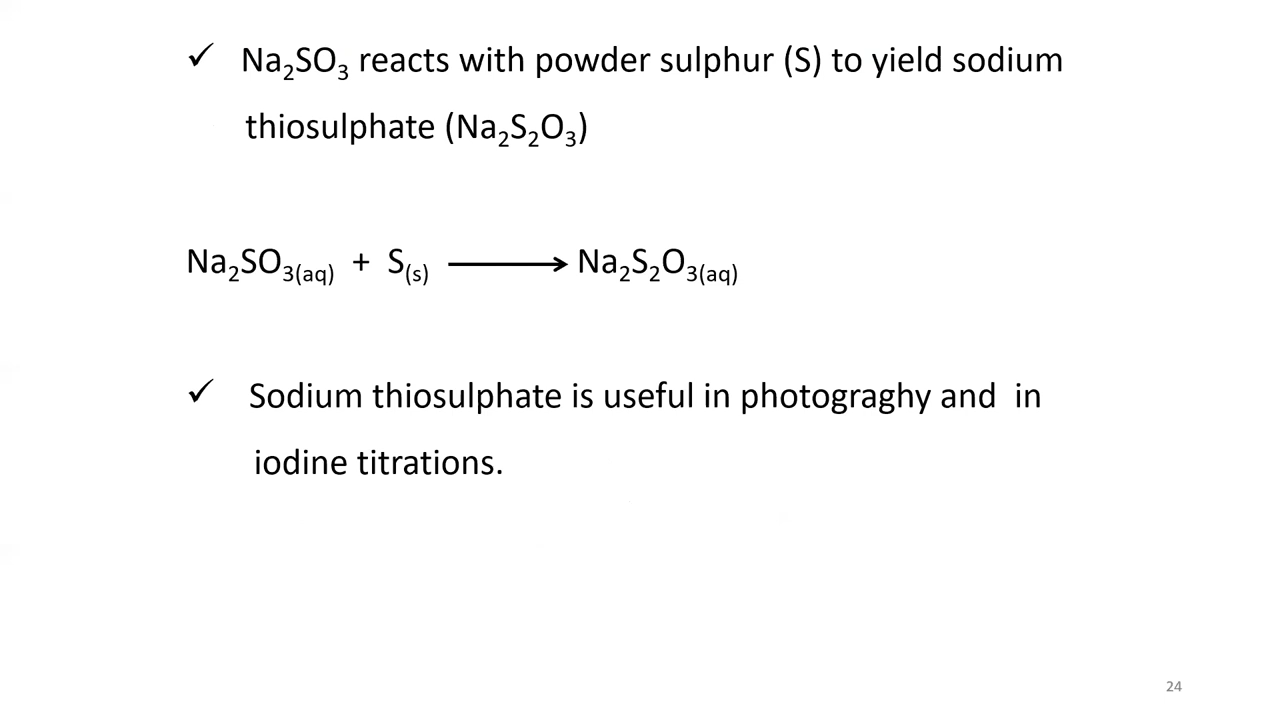 ✓ Na₂SO₃ reacts with powder sulphur (S) to yield sodium
thiosulphate (Na₂S₂O₃)
Na₂SO₃(aq) + S(s) ⟶ Na₂S₂O₃(aq)
✓ Sodium thiosulphate is useful in photograghy and in
iodine titrations.
24